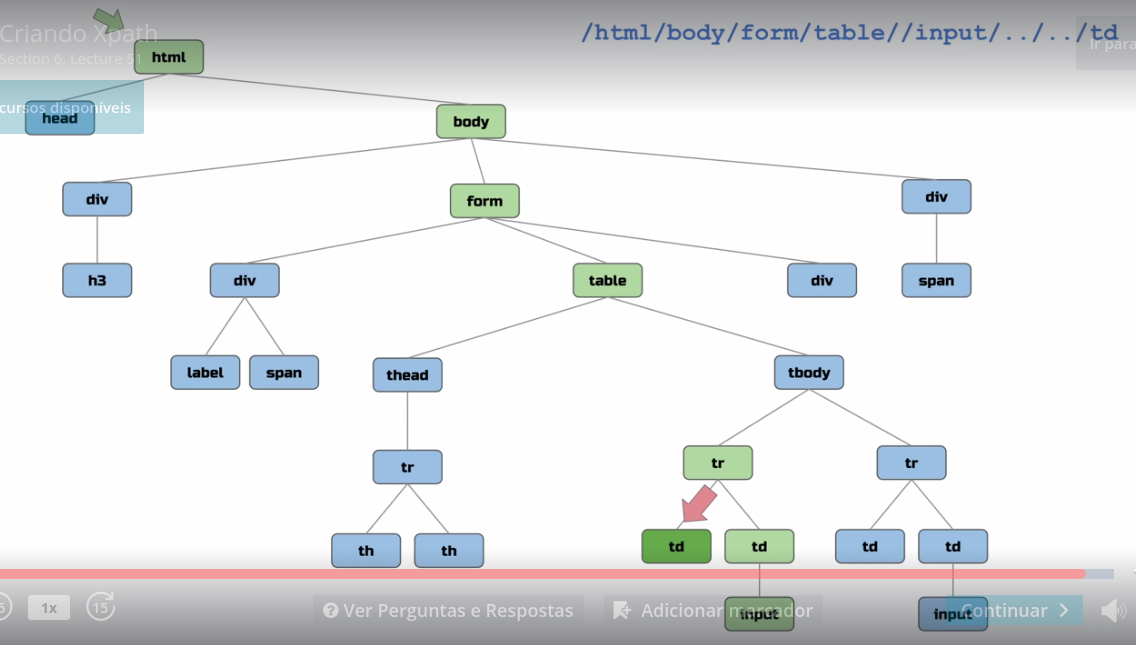 Criando Xpath
/html/body/form/table//input/../../td
Ir para
Section 6, Lecture 51
html
cursos disponíveis
head
body
div
form
div
h3
div
table
div
span
label
span
thead
tbody
tr
tr
tr
th
th
td
td
td
td
5
1x
15
Ver Perguntas e Respostas
Adicionar marcador
input
input
Continuar